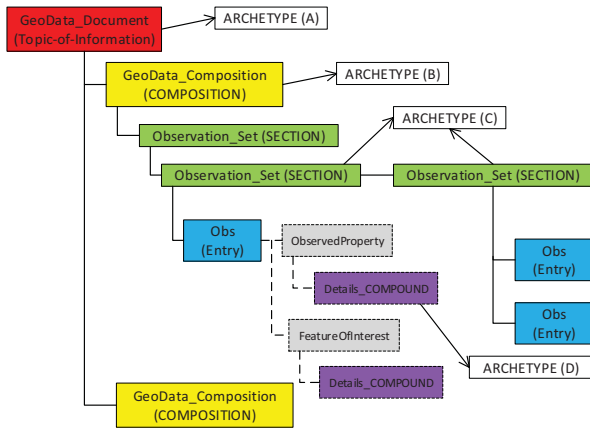 GeoData_Document
(Topic-of-Information)
ARCHETYPE (A)
GeoData_Composition
(COMPOSITION)
ARCHETYPE (B)
Observation_Set (SECTION)
ARCHETYPE (C)
Observation_Set (SECTION)
Observation_Set (SECTION)
Obs
(Entry)
ObservedProperty
Details_COMPOUND
Obs
(Entry)
Obs
(Entry)
FeatureOfInterest
Details_COMPOUND
ARCHETYPE (D)
GeoData_Composition
(COMPOSITION)